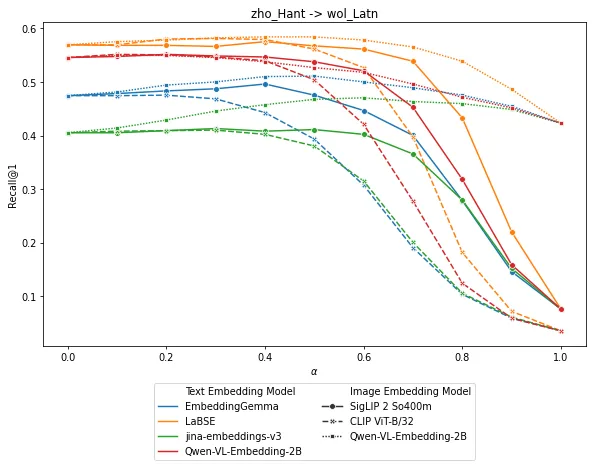 zho_Hant -> wol_Latn
Recall@1
0.6
0.5
0.4
0.3
0.2
0.1
0.0 0.2 0.4 0.6 0.8 1.0
α
Text Embedding Model Image Embedding Model
EmbeddingGemma SigLIP 2 So400m
LaBSE CLIP ViT-B/32
jina-embeddings-v3 Qwen-VL-Embedding-2B
Qwen-VL-Embedding-2B